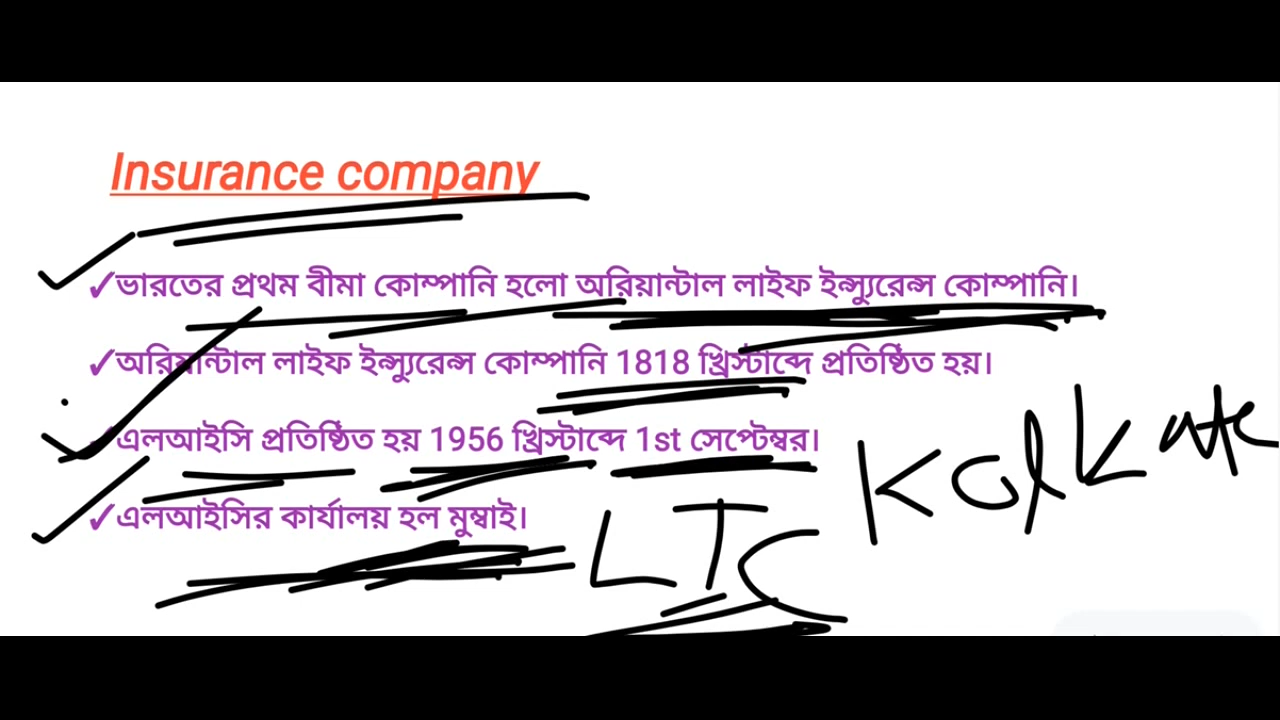 Insurance company
✓ভারতের প্রথম বীমা কোম্পানি হলো অরিয়ান্টাল লাইফ ইন্স্যুরেন্স কোম্পানি।
✓অরিয়ান্টাল লাইফ ইন্স্যুরেন্স কোম্পানি 1818 খ্রিস্টাব্দে প্রতিষ্ঠিত হয়।
✓এলআইসি প্রতিষ্ঠিত হয় 1956 খ্রিস্টাব্দে 1st সেপ্টেম্বর।
✓এলআইসির কার্যালয় হল মুম্বাই।
LIC
Kolkate